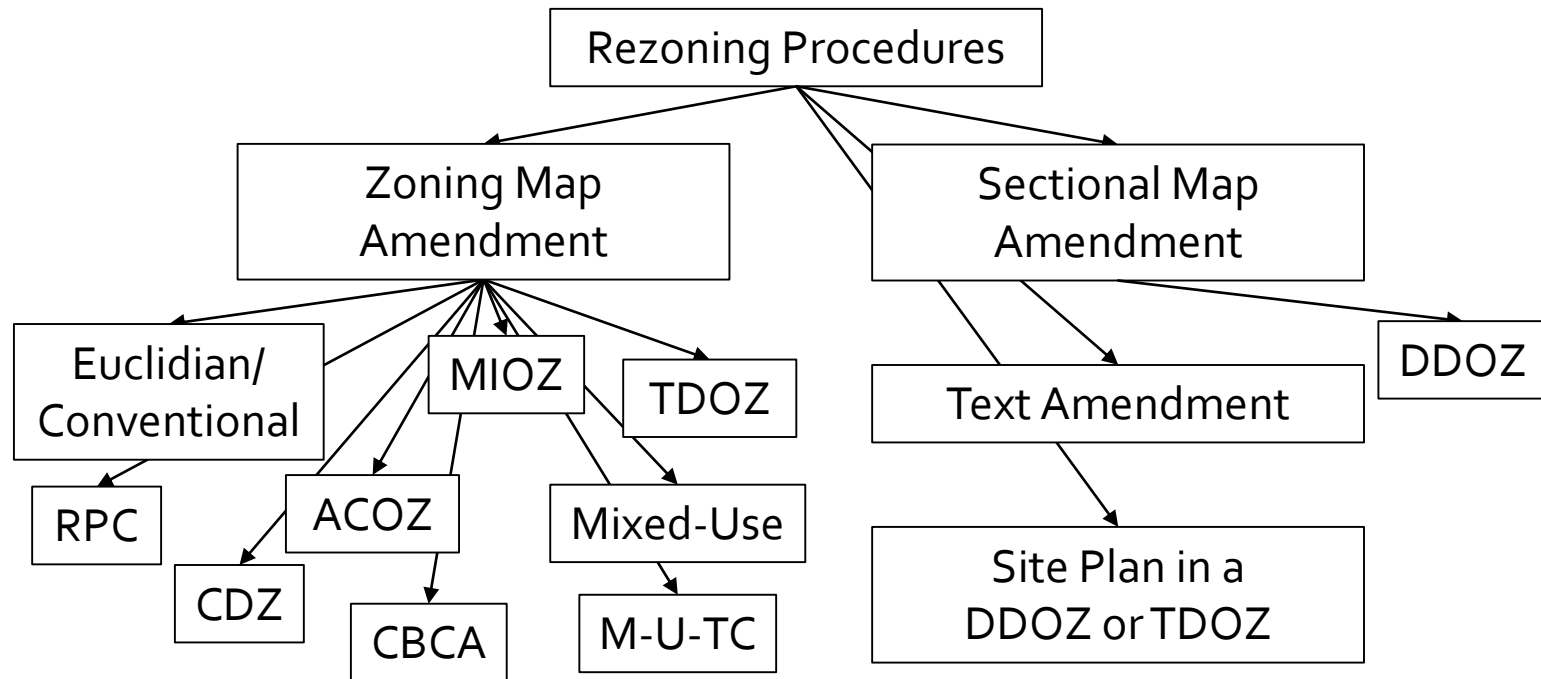 Rezoning Procedures
Zoning Map
Amendment
Sectional Map
Amendment
Euclidian/
Conventional
MIOZ
TDOZ
Text Amendment
DDOZ
RPC
ACOZ
Mixed-Use
CDZ
CBCA
M-U-TC
Site Plan in a
DDOZ or TDOZ